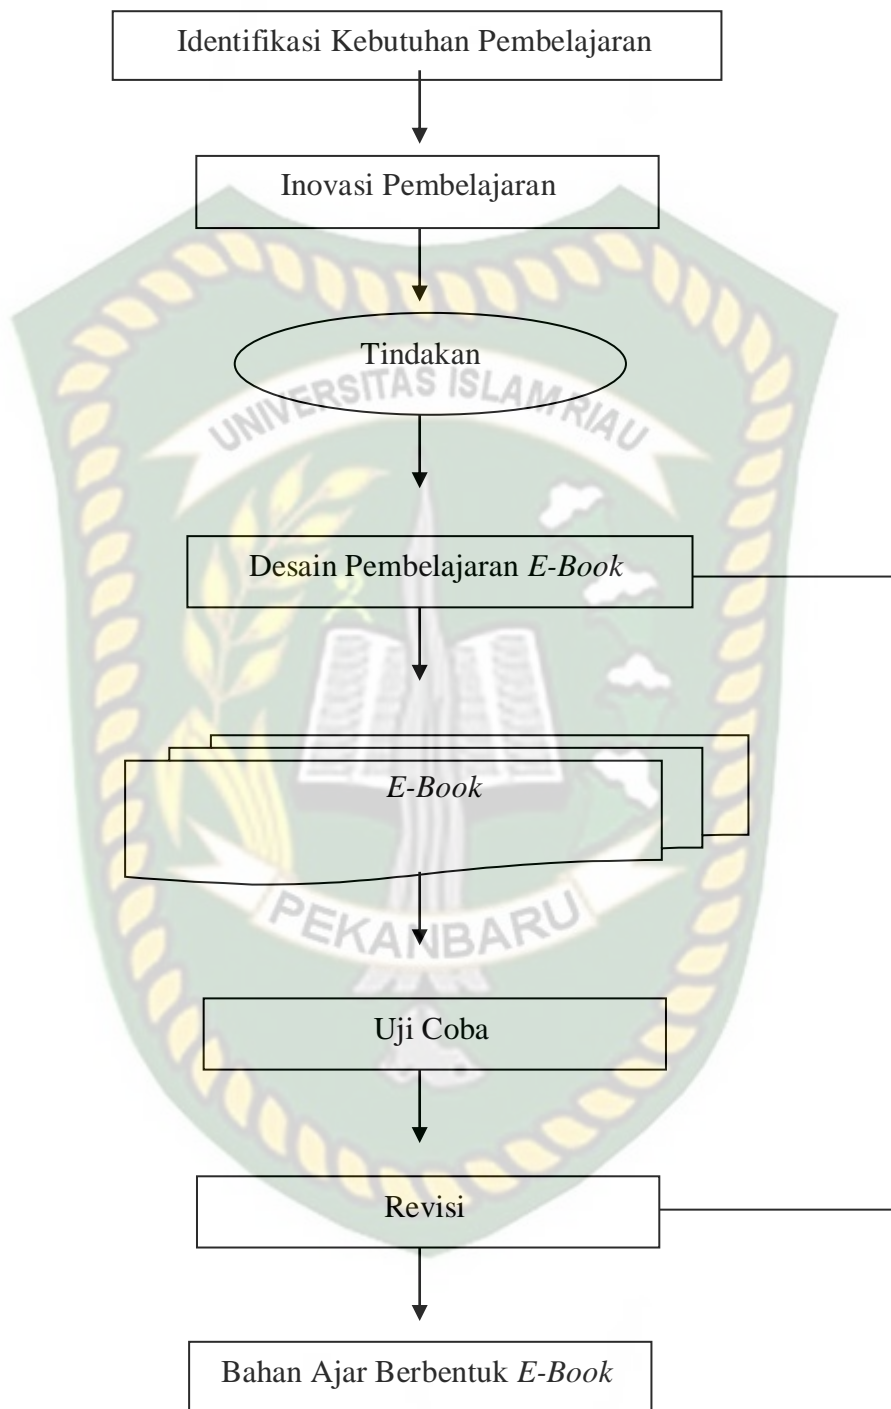 Identifikasi Kebutuhan Pembelajaran
Inovasi Pembelajaran
Tindakan
UNIVERSITAS ISLAM RIAU
Desain Pembelajaran E-Book
E-Book
PEKANBARU
Uji Coba
Revisi
Bahan Ajar Berbentuk E-Book